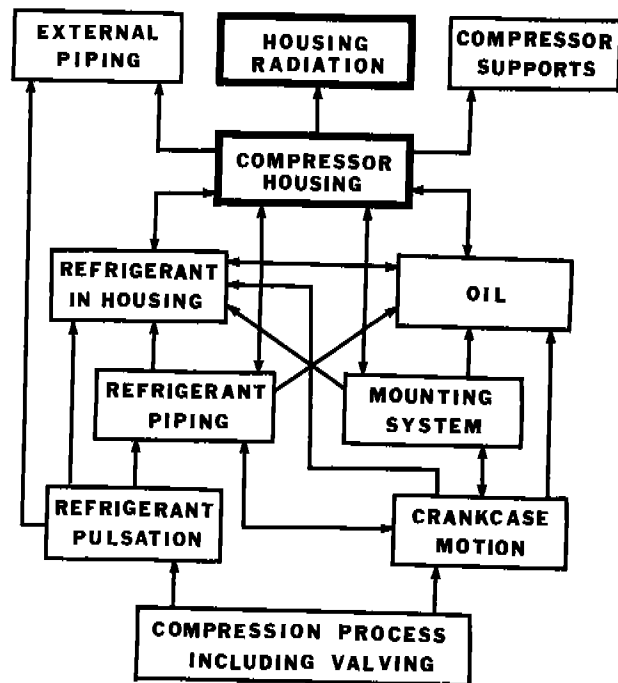 EXTERNAL
PIPING
HOUSING
RADIATION
COMPRESSOR
SUPPORTS
COMPRESSOR
HOUSING
REFRIGERANT
IN HOUSING
OIL
REFRIGERANT
PIPING
MOUNTING
SYSTEM
REFRIGERANT
PULSATION
CRANKCASE
MOTION
COMPRESSION PROCESS
INCLUDING VALVING